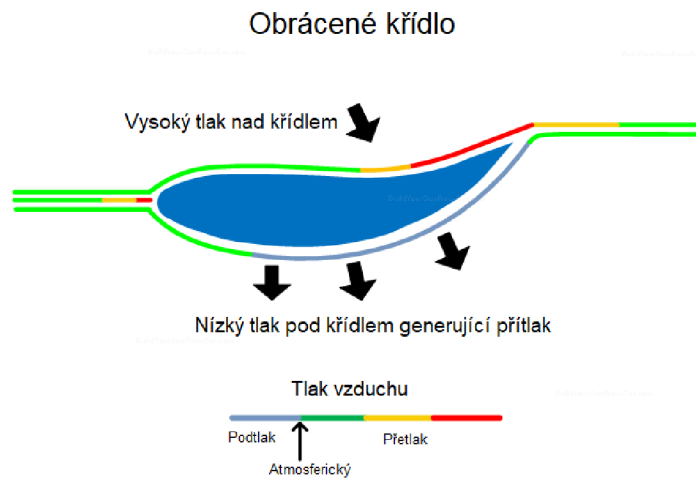 Obrácené křídlo
Vysoký tlak nad křídlem
Nízký tlak pod křídlem generující přítlak
Tlak vzduchu
Podtlak
Přetlak
Atmosferický